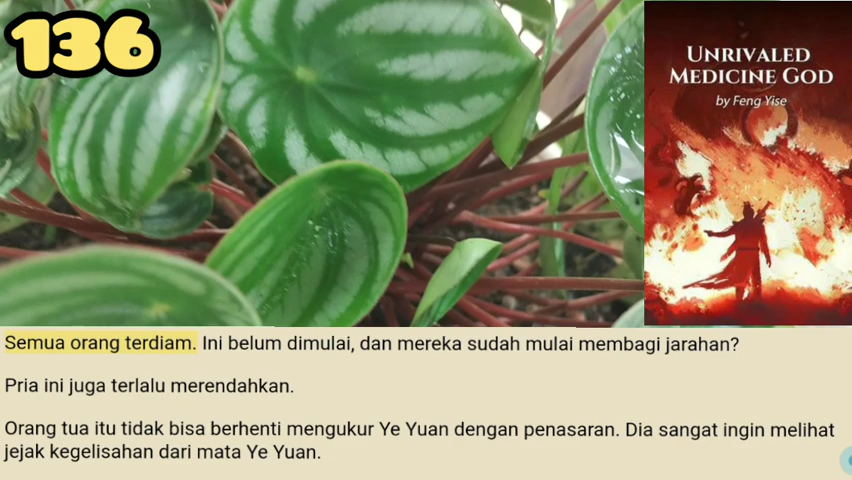 136
UNRIVALED
MEDICINE GOD
by Feng Yise
Semua orang terdiam. Ini belum dimulai, dan mereka sudah mulai membagi jarahan?
Pria ini juga terlalu merendahkan.
Orang tua itu tidak bisa berhenti mengukur Ye Yuan dengan penasaran. Dia sangat ingin melihat
jejak kegelisahan dari mata Ye Yuan.